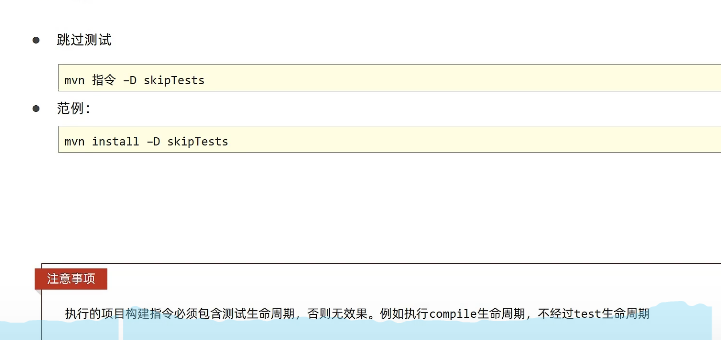 跳过测试
mvn 指令 -D skipTests
范例：
mvn install -D skipTests
注意事项
执行的项目构建指令必须包含测试生命周期，否则无效果。例如执行compile生命周期，不经过test生命周期